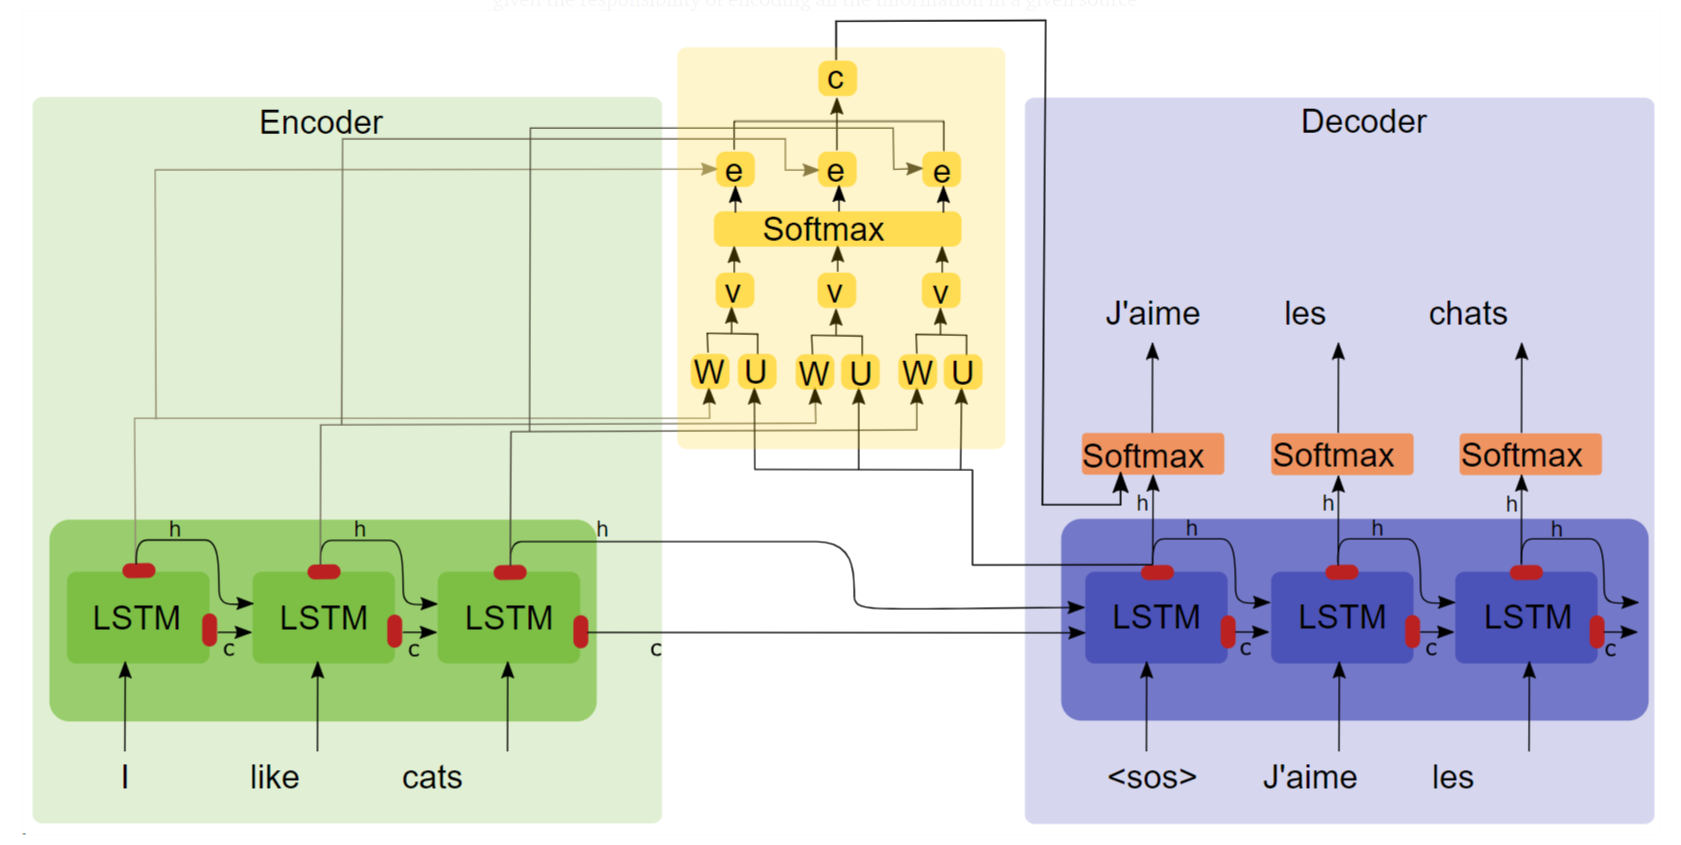 given the responsibility of encoding all the information in a given source
c
Encoder
Decoder
e e e
Softmax
v v v
J'aime les chats
W U W U W U
Softmax Softmax Softmax
h h h
h h h h h h
LSTM LSTM LSTM LSTM LSTM LSTM
c c c c c c
I like cats <sos> J'aime les